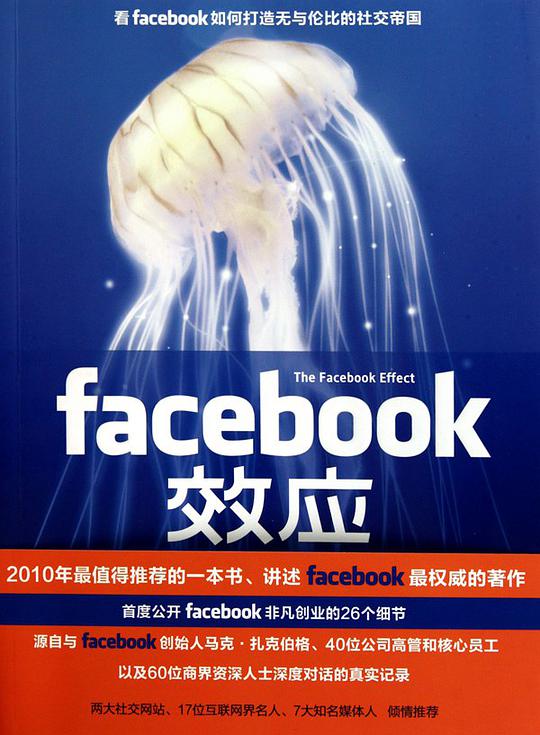 看facebook如何打造无与伦比的社交帝国
The Facebook Effect
facebook
效应
2010年最值得推荐的一本书、讲述facebook最权威的著作
首度公开facebook非凡创业的26个细节
源自与facebook创始人马克·扎克伯格、40位公司高管和核心员工
以及60位商界资深人士深度对话的真实记录
两大社交网站、17位互联网界名人、7大知名媒体人 倾情推荐